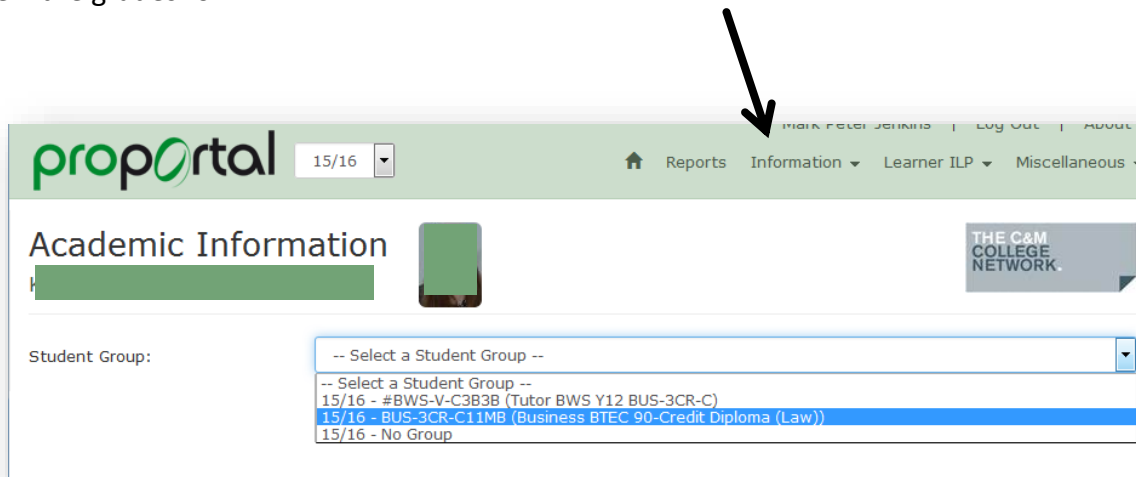 proportal
15/16
Mark Peter Jenkins | Log Out | About
Reports Information Learner ILP Miscellaneous
Academic Information
THE C&M
COLLEGE
NETWORK.
Student Group:
-- Select a Student Group --
-- Select a Student Group --
15/16 - #BWS-V-C3B3B (Tutor BWS Y12 BUS-3CR-C)
15/16 - BUS-3CR-C11MB (Business BTEC 90-Credit Diploma (Law))
15/16 - No Group